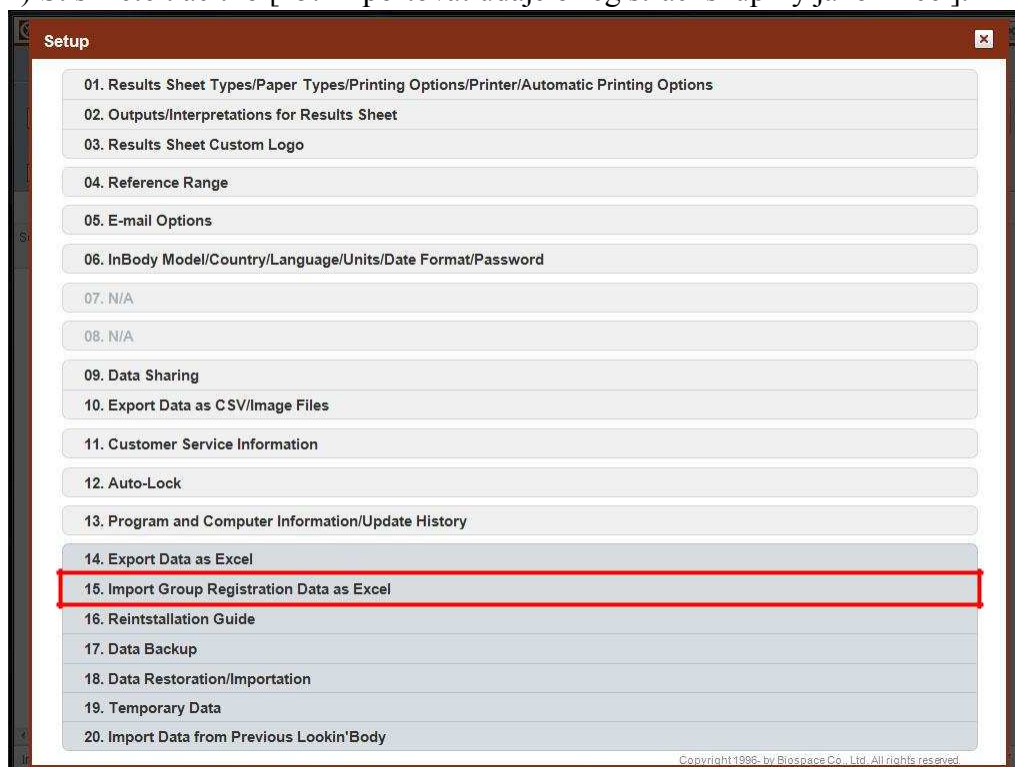 Setup
01. Results Sheet Types/Paper Types/Printing Options/Printer/Automatic Printing Options
02. Outputs/Interpretations for Results Sheet
03. Results Sheet Custom Logo
04. Reference Range
05. E-mail Options
06. InBody Model/Country/Language/Units/Date Format/Password
07. N/A
08. N/A
09. Data Sharing
10. Export Data as CSV/Image Files
11. Customer Service Information
12. Auto-Lock
13. Program and Computer Information/Update History
14. Export Data as Excel
15. Import Group Registration Data as Excel
16. Reintstallation Guide
17. Data Backup
18. Data Restoration/Importation
19. Temporary Data
20. Import Data from Previous Lookin'Body
Copyright 1996- by Biospace Co., Ltd. All rights reserved.